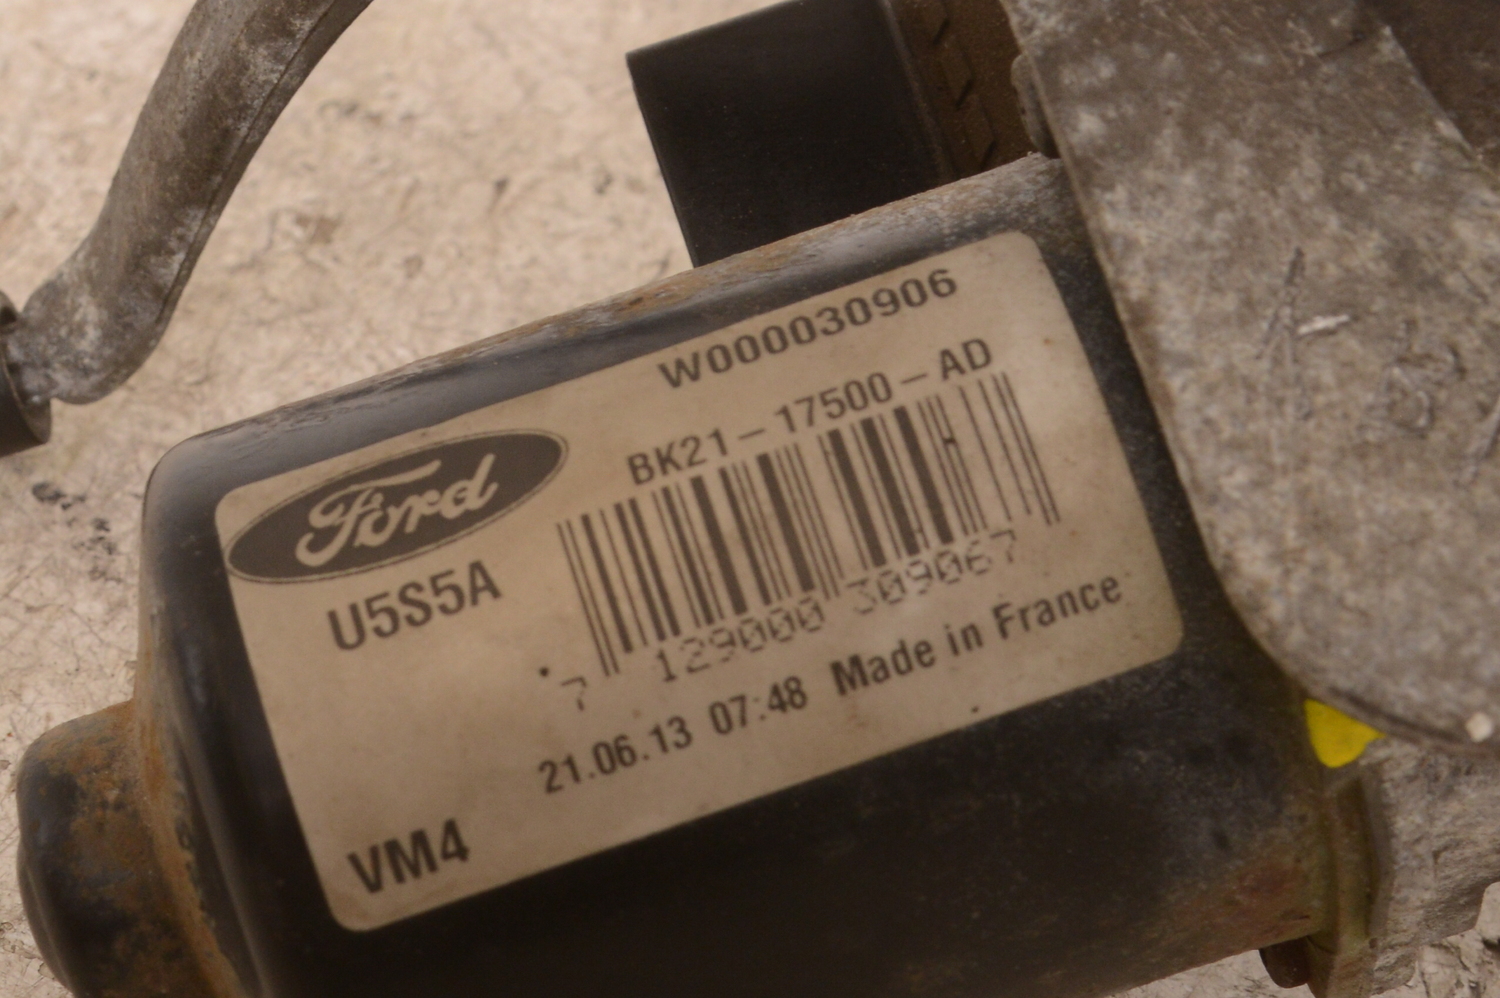 W000030906
BK21-17500-AD
Ford
U5S5A
7 129000 309067
21.06.13 07:48 Made in France
VM4